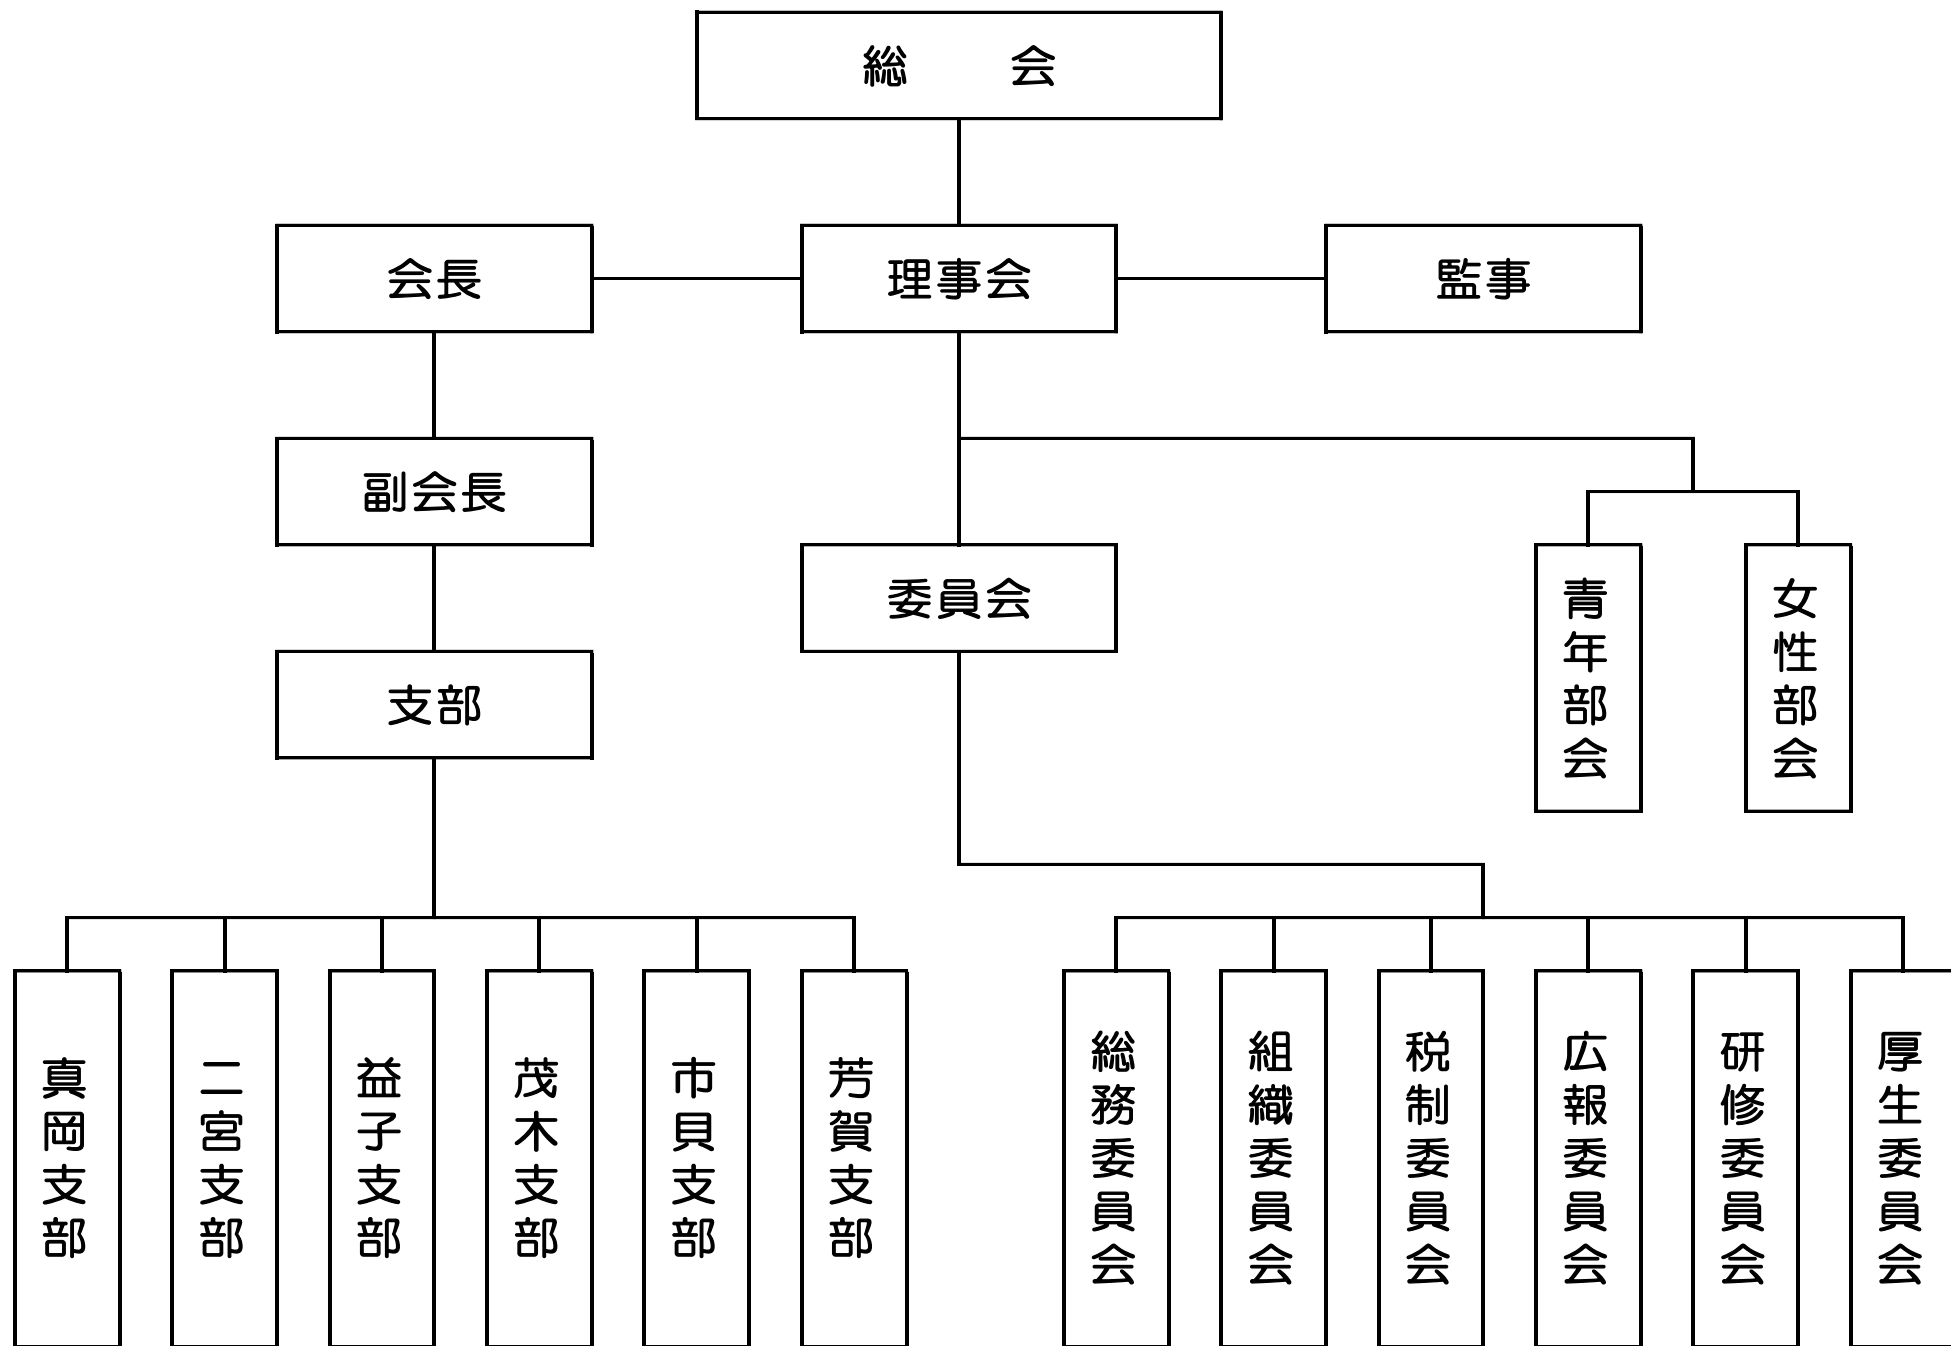 総　　会
会長
理事会
監事
副会長
委員会
青年部会
女性部会
支部
真岡支部
二宮支部
益子支部
茂木支部
市貝支部
芳賀支部
総務委員会
組織委員会
税制委員会
広報委員会
研修委員会
厚生委員会